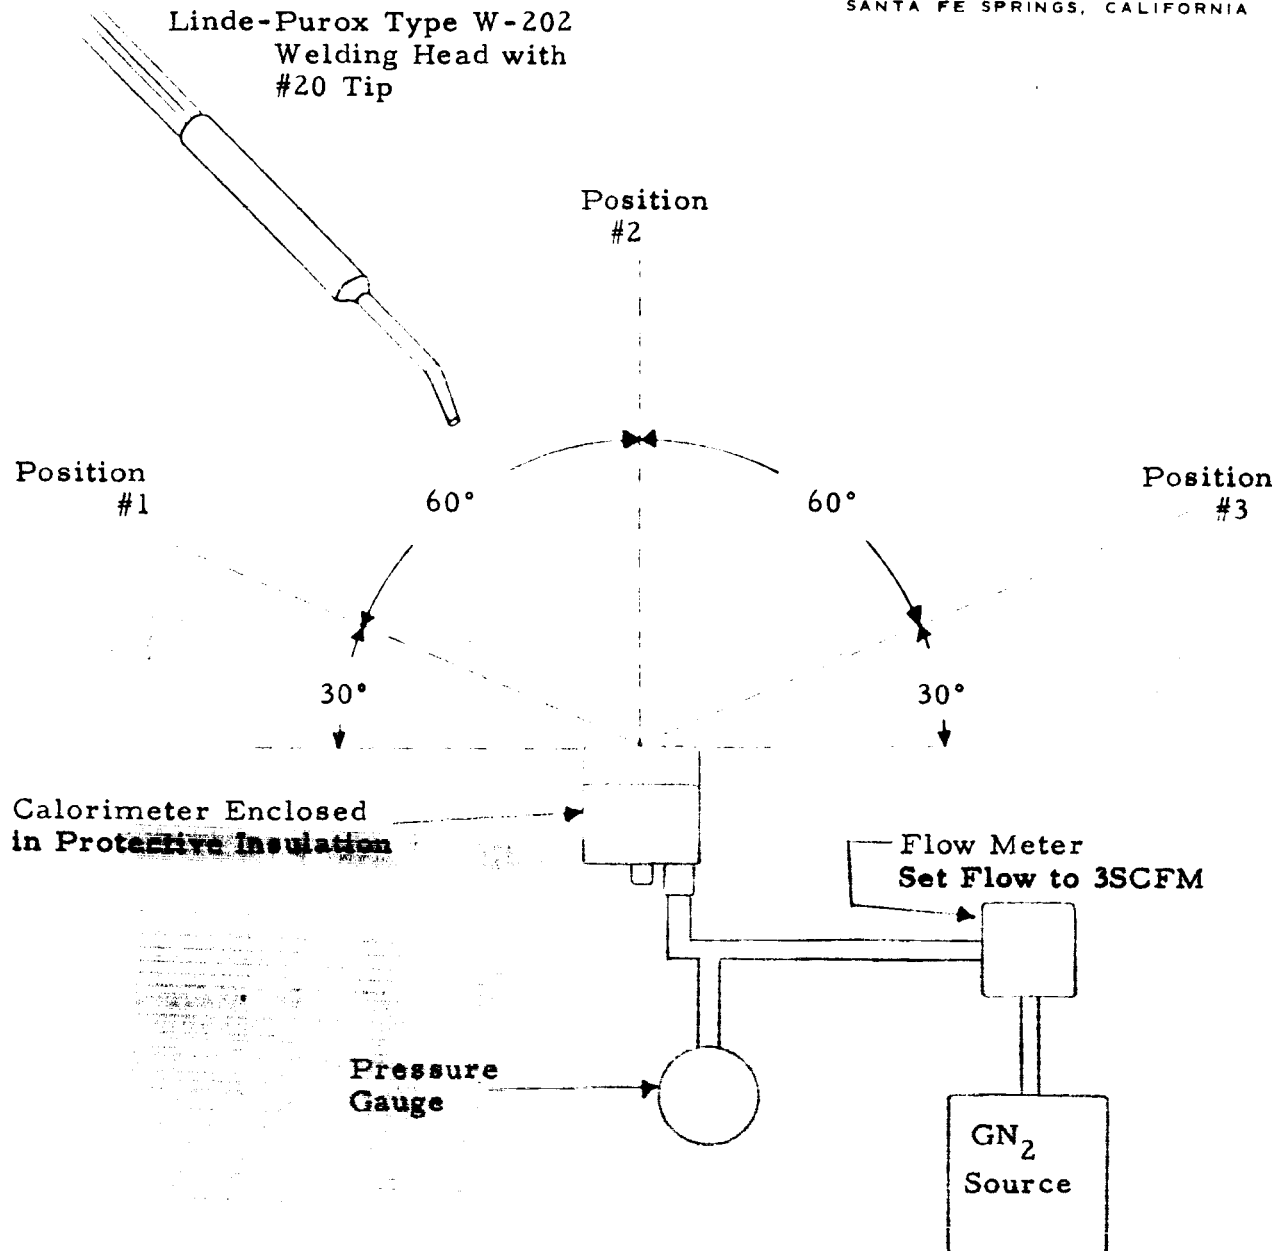 SANTA FE SPRINGS, CALIFORNIA
Linde-Purox Type W-202
Welding Head with
#20 Tip
Position
#2
Position
#1
60°
60°
Position
#3
30°
30°
Calorimeter Enclosed
in Protective Insulation
Flow Meter
Set Flow to 3SCFM
Pressure
Gauge
GN2
Source